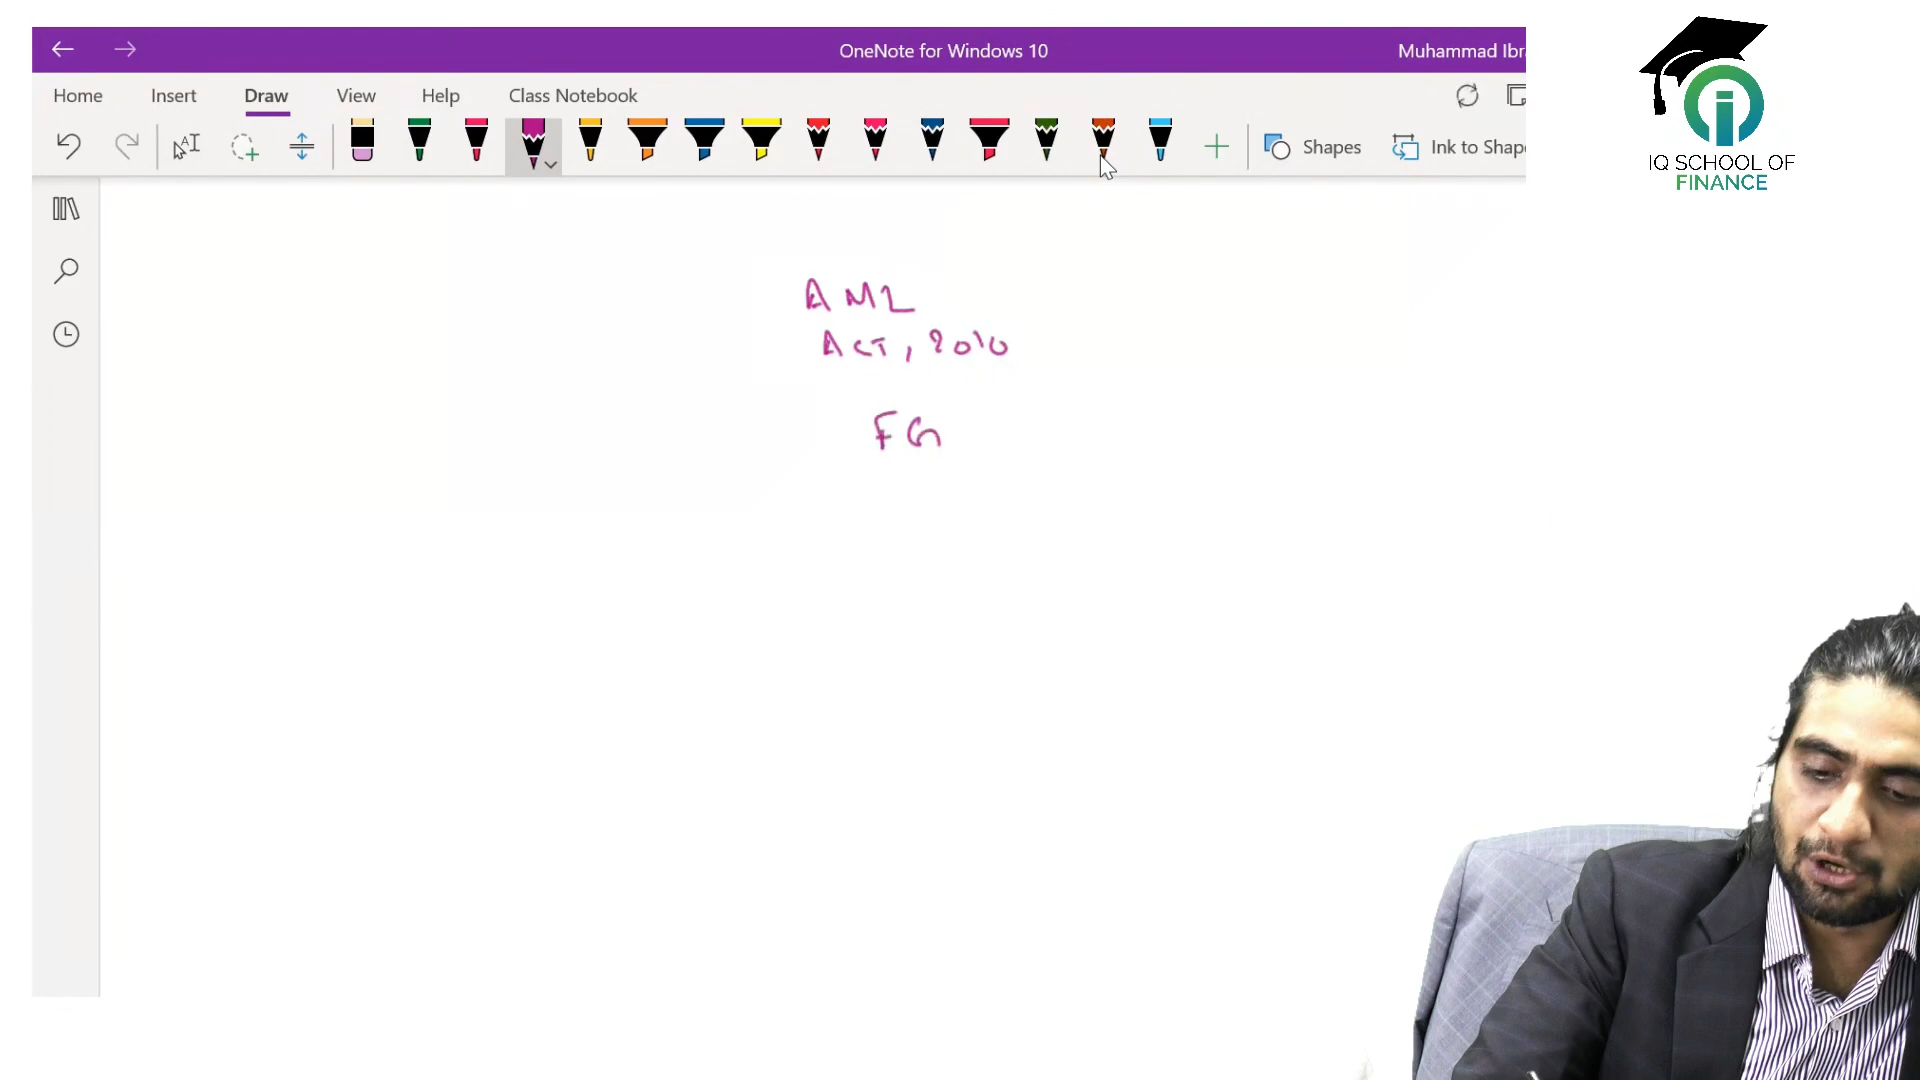 OneNote for Windows 10
Muhammad Ibr
Home Insert Draw View Help Class Notebook
Shapes Ink to Shap
IQ SCHOOL OF
FINANCE
AML
ACT, 2010
FG